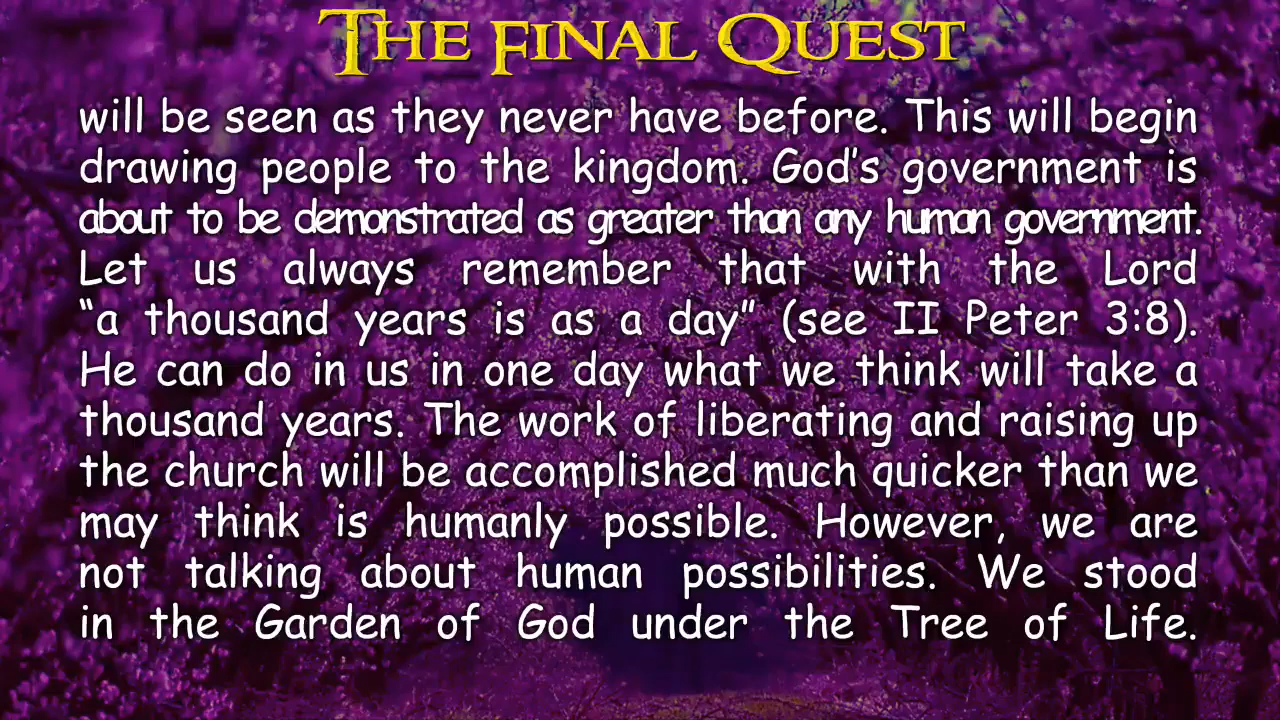 The Final Quest
will be seen as they never have before. This will begin
drawing people to the kingdom. God’s government is
about to be demonstrated as greater than any human government.
Let us always remember that with the Lord
“a thousand years is as a day” (see II Peter 3:8).
He can do in us in one day what we think will take a
thousand years. The work of liberating and raising up
the church will be accomplished much quicker than we
may think is humanly possible. However, we are
not talking about human possibilities. We stood
in the Garden of God under the Tree of Life.